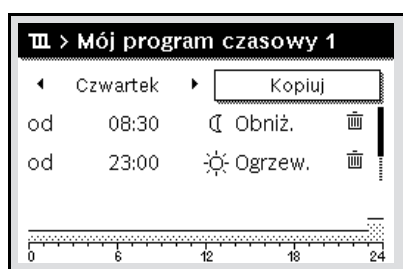 > Mój program czasowy 1
Czwartek Kopiuj
od 08:30 Obniż.
od 23:00 Ogrzew.
0 6 12 18 24